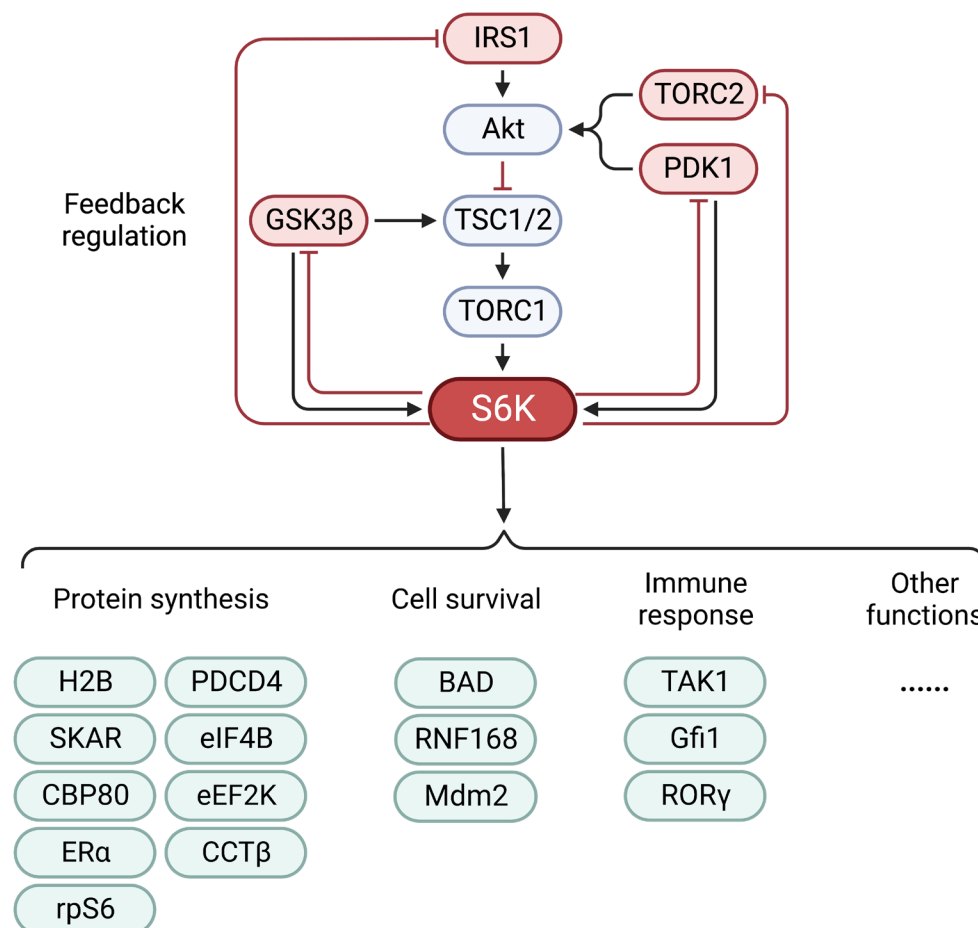 IRS1
TORC2
Akt
PDK1
Feedback
regulation
GSK3β
TSC1/2
TORC1
S6K
Protein synthesis
Cell survival
Immune
response
Other
functions
H2B
PDCD4
BAD
TAK1
......
SKAR
eIF4B
RNF168
Gfi1
CBP80
eEF2K
Mdm2
RORγ
ERα
CCTβ
rpS6